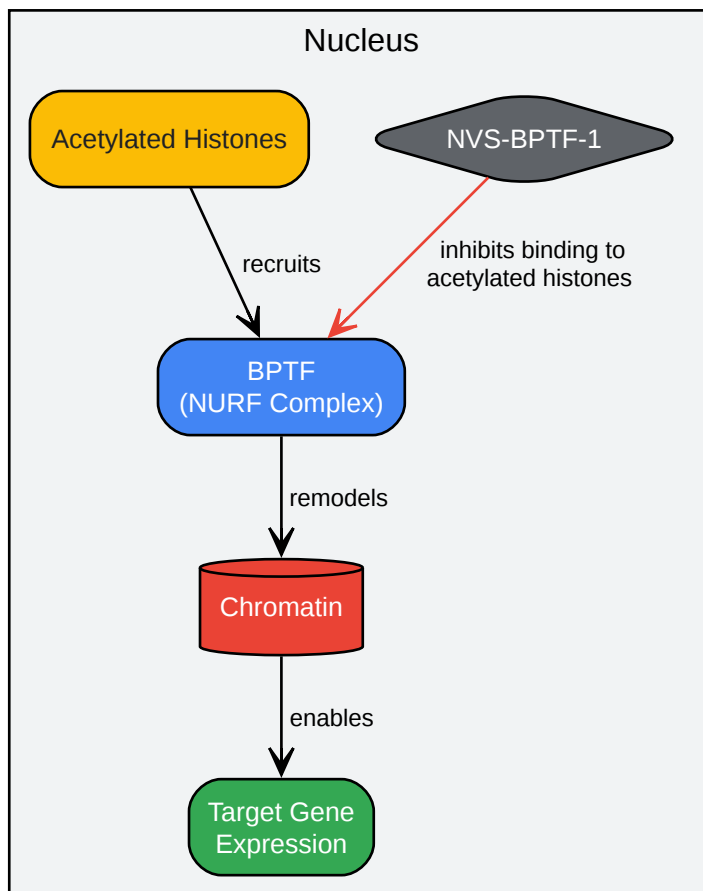 Nucleus
Acetylated Histones
NVS-BPTF-1
recruits
inhibits binding to
acetylated histones
BPTF
(NURF Complex)
remodels
Chromatin
enables
Target Gene
Expression